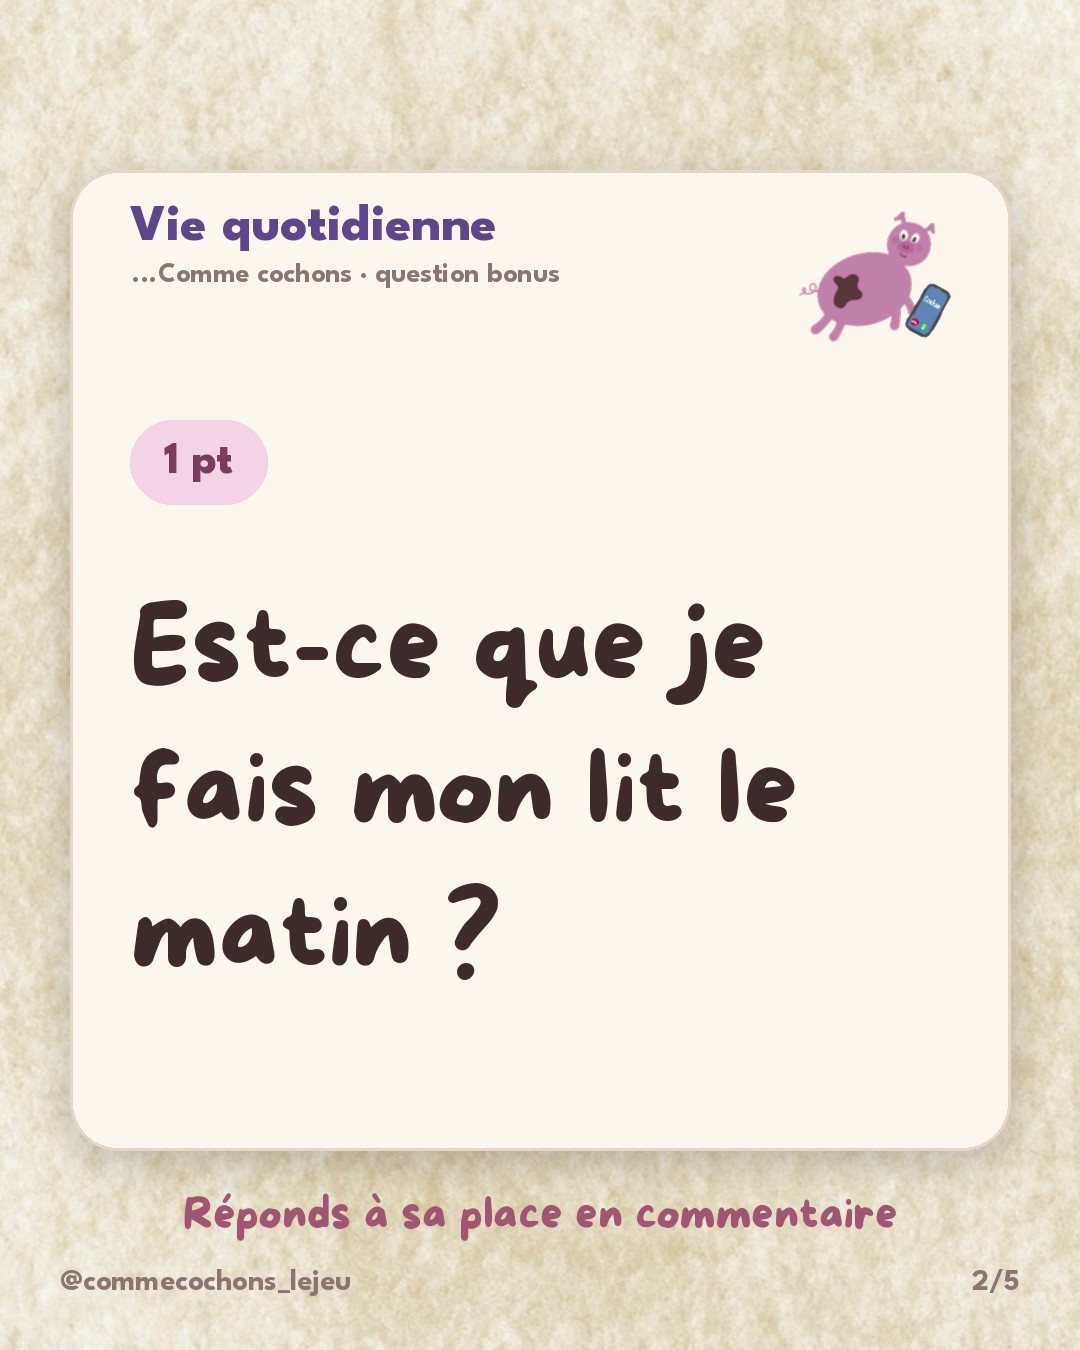 Vie quotidienne
...Comme cochons · question bonus
1 pt
Est-ce que je
fais mon lit le
matin ?
Réponds à sa place en commentaire
@commecochons_lejeu
2/5